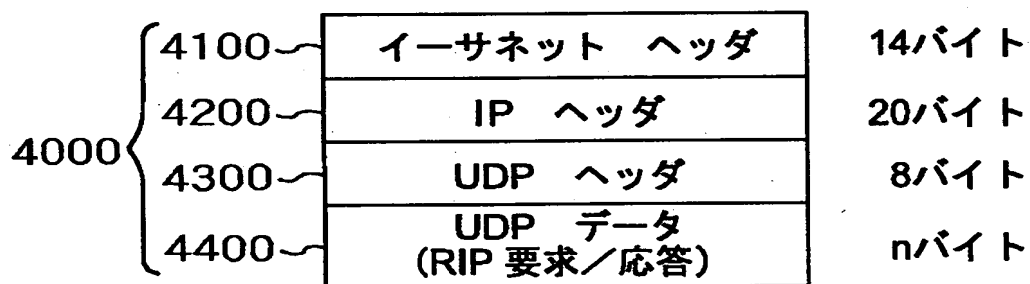 4000
4100 イーサネット ヘッダ 14バイト
4200 IP ヘッダ 20バイト
4300 UDP ヘッダ 8バイト
4400 UDP データ
(RIP 要求／応答) nバイト